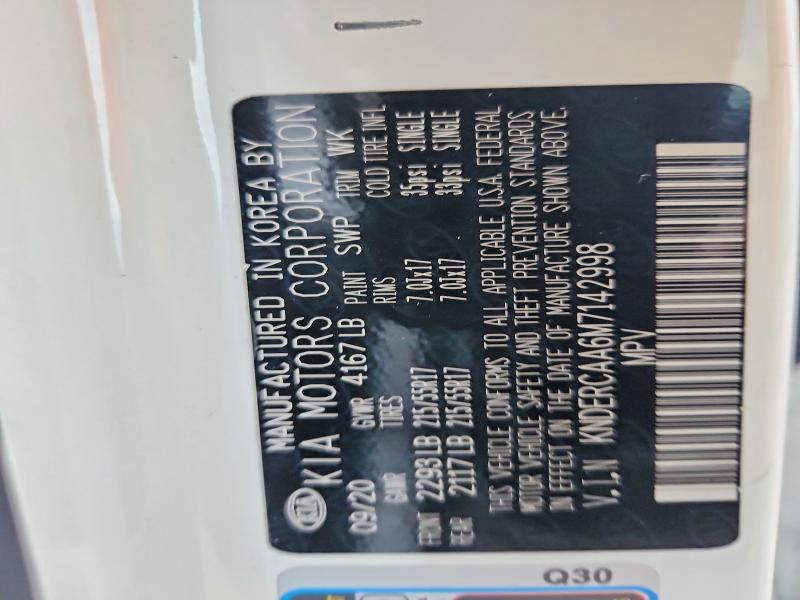 MANUFACTURED IN KOREA BY
KIA KIA MOTORS CORPORATION
09/20 GVWR 4167 LB PAINT SWP TRIM WK
GAWR TIRES RIMS COLD TIRE INFL
FRONT 2293 LB 215/55R17 7.0Jx17 35psi SINGLE
REAR 2117 LB 215/55R17 7.0Jx17 33psi SINGLE
THIS VEHICLE CONFORMS TO ALL APPLICABLE U.S.A. FEDERAL
MOTOR VEHICLE SAFETY AND THEFT PREVENTION STANDARDS
IN EFFECT ON THE DATE OF MANUFACTURE SHOWN ABOVE.
V.I.N KNDERCAA6M7142998
MPV
Q30